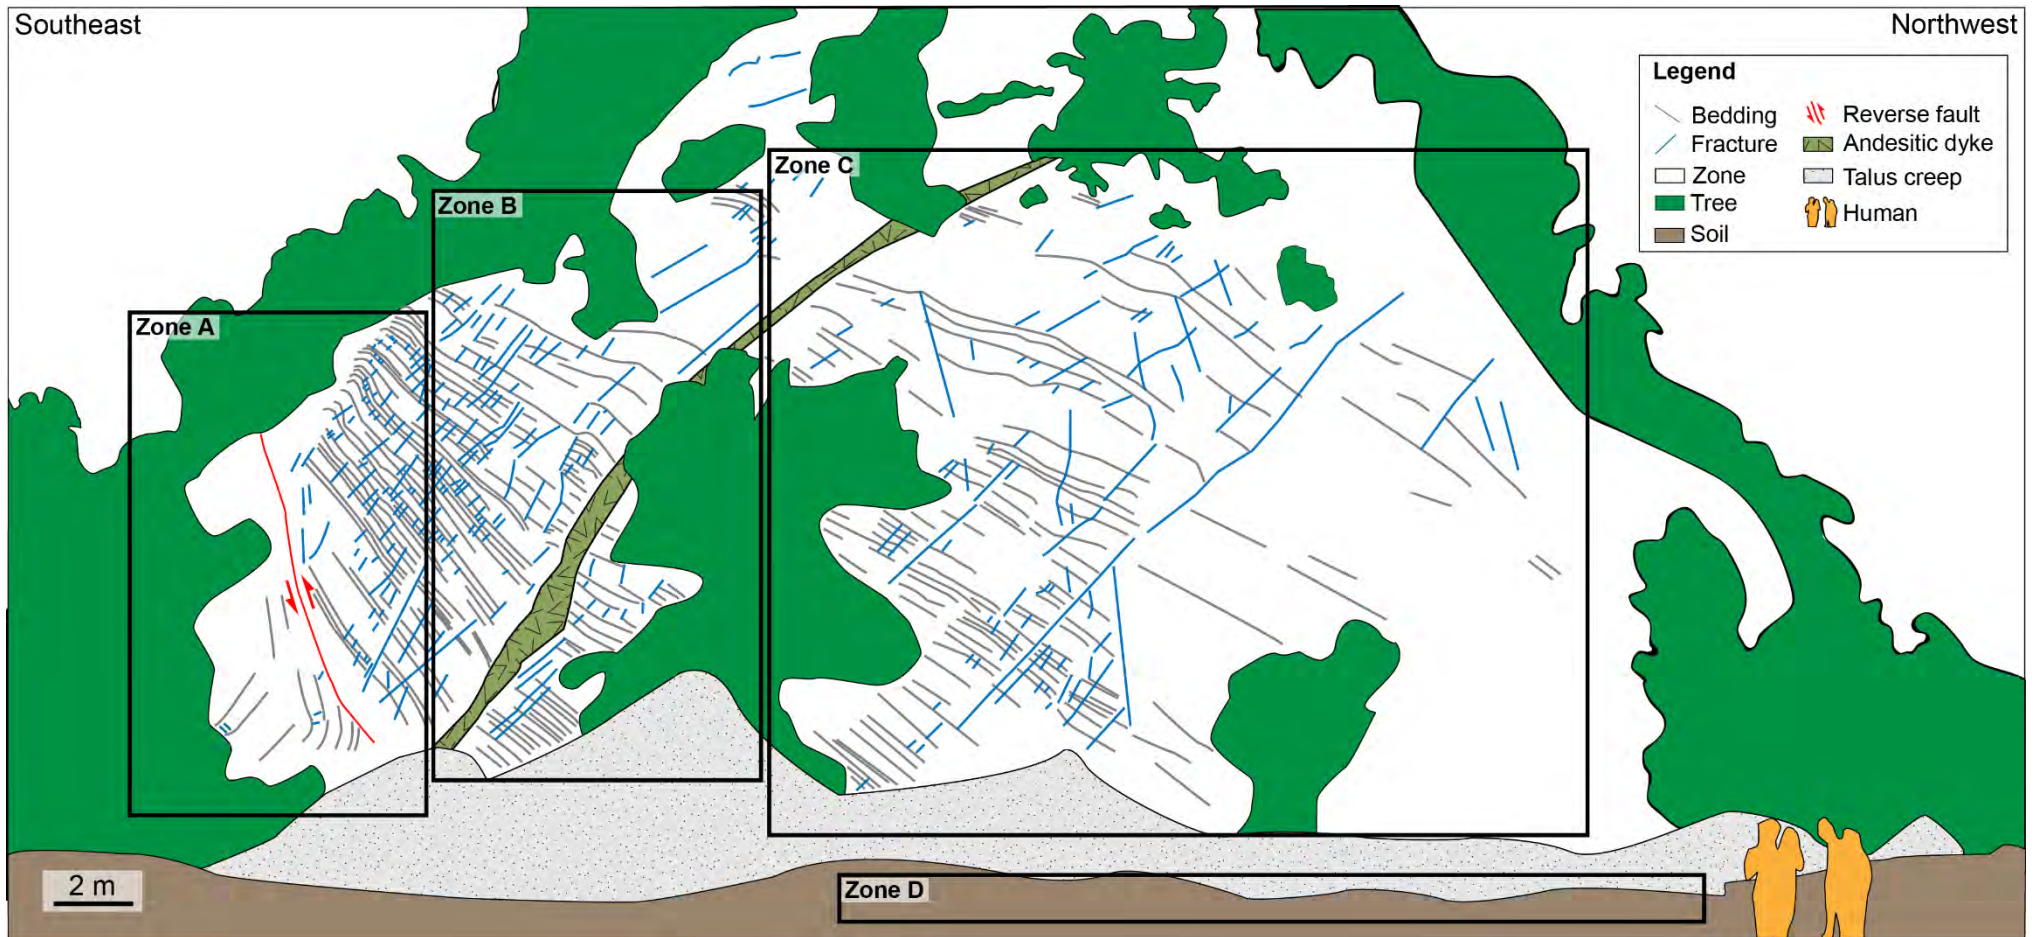 Southeast
Northwest
Legend
Bedding
Reverse fault
Fracture
Andesitic dyke
Zone
Talus creep
Tree
Human
Soil
Zone C
Zone B
Zone A
2 m
Zone D